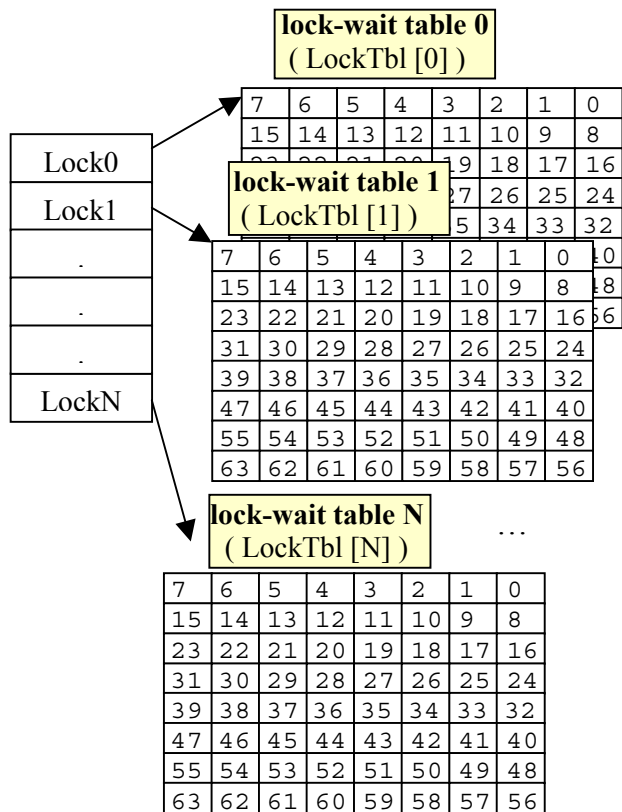 lock-wait table 0
( LockTbl [0] )
7 6 5 4 3 2 1 0
15 14 13 12 11 10 9 8
18 17 16
26 25 24
34 33 32
Lock0
Lock1
.
.
.
LockN
lock-wait table 1
( LockTbl [1] )
7 6 5 4 3 2 1 0
15 14 13 12 11 10 9 8
23 22 21 20 19 18 17 16
31 30 29 28 27 26 25 24
39 38 37 36 35 34 33 32
47 46 45 44 43 42 41 40
55 54 53 52 51 50 49 48
63 62 61 60 59 58 57 56
lock-wait table N
( LockTbl [N] )
...
7 6 5 4 3 2 1 0
15 14 13 12 11 10 9 8
23 22 21 20 19 18 17 16
31 30 29 28 27 26 25 24
39 38 37 36 35 34 33 32
47 46 45 44 43 42 41 40
55 54 53 52 51 50 49 48
63 62 61 60 59 58 57 56